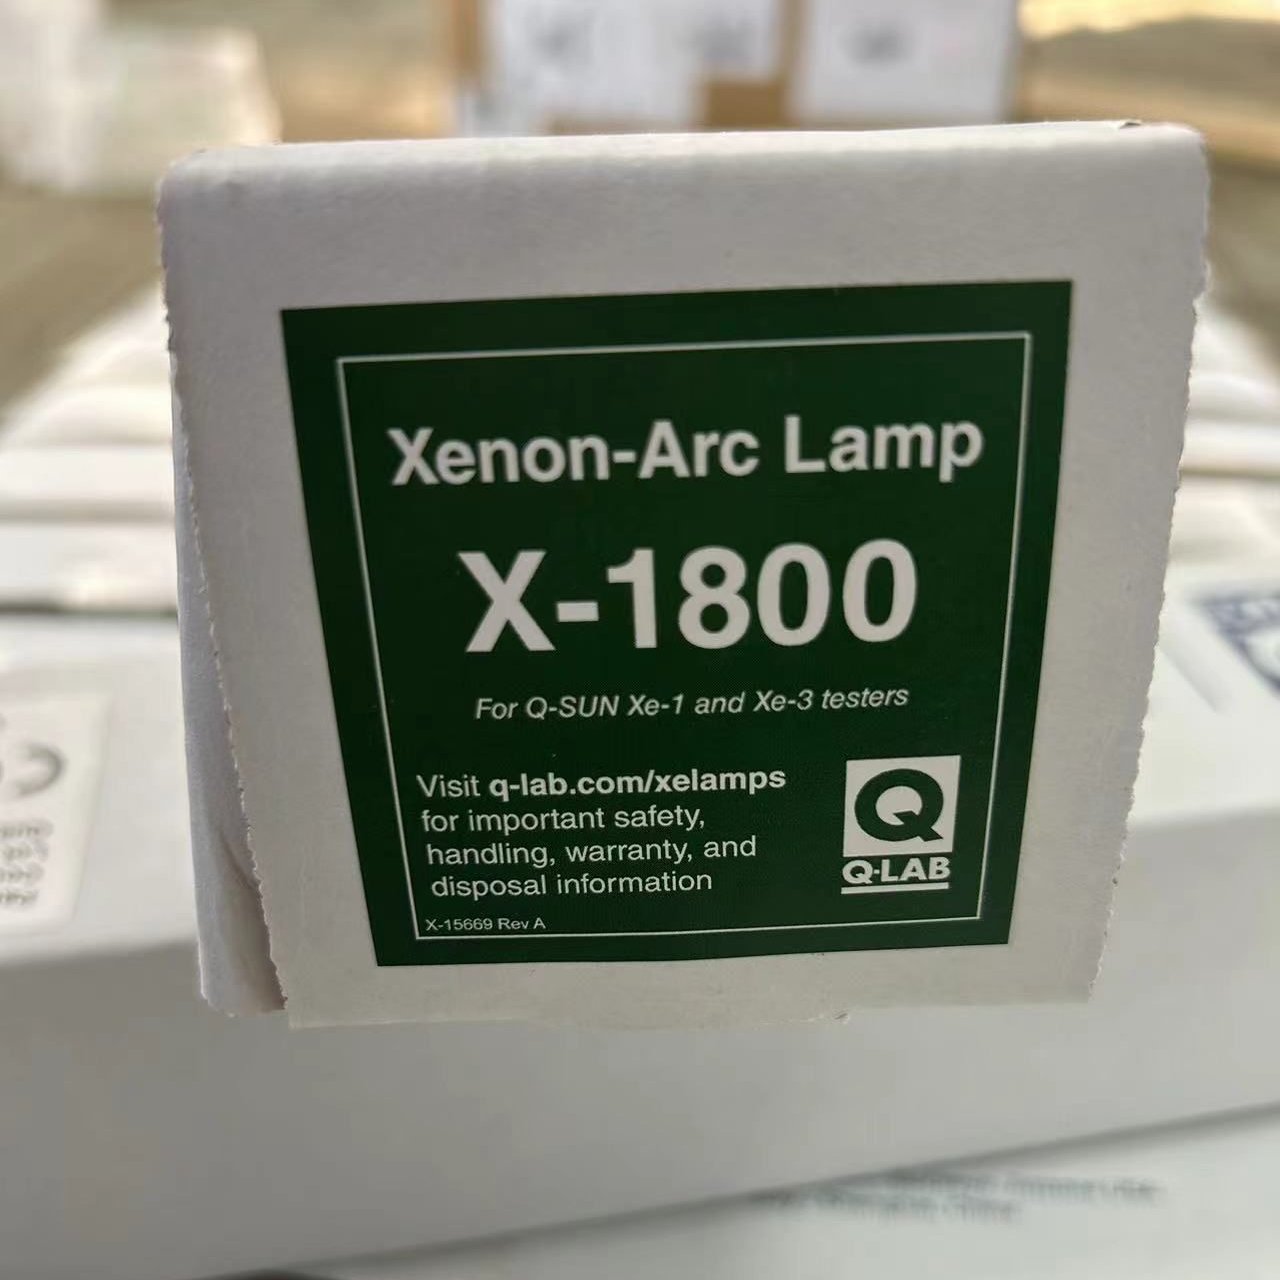 Xenon-Arc Lamp
X-1800
For Q-SUN Xe-1 and Xe-3 testers
Visit q-lab.com/xelamps
for important safety,
handling, warranty, and
disposal information
X-15669 Rev A
Q
Q-LAB